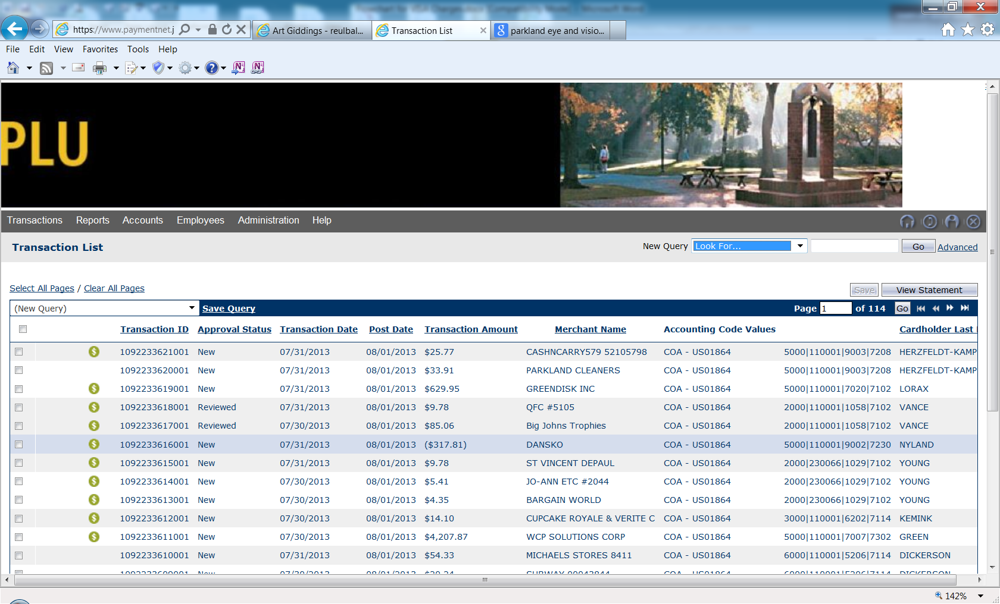 https://www.paymentnet.j
Art Giddings - reulbal...
Transaction List
parkland eye and visio...
File Edit View Favorites Tools Help
PLU
Transactions Reports Accounts Employees Administration Help
Transaction List
New Query Look For... Go Advanced
Select All Pages / Clear All Pages
Save View Statement
(New Query) Save Query Page 1 of 114 Go
Transaction ID Approval Status Transaction Date Post Date Transaction Amount Merchant Name Accounting Code Values Cardholder Last
1092233621001 New 07/31/2013 08/01/2013 $25.77 CASHNCARRY579 52105798 COA - US01864 5000|110001|9003|7208 HERZFELDT-KAMP
1092233620001 New 07/31/2013 08/01/2013 $33.91 PARKLAND CLEANERS COA - US01864 5000|110001|9003|7208 HERZFELDT-KAMP
1092233619001 New 07/31/2013 08/01/2013 $629.95 GREENDISK INC COA - US01864 5000|110001|7020|7102 LORAX
1092233618001 Reviewed 07/31/2013 08/01/2013 $9.78 QFC #5105 COA - US01864 2000|110001|1058|7102 VANCE
1092233617001 Reviewed 07/30/2013 08/01/2013 $85.06 Big Johns Trophies COA - US01864 2000|110001|1058|7102 VANCE
1092233616001 New 07/31/2013 08/01/2013 ($317.81) DANSKO COA - US01864 5000|110001|9002|7230 NYLAND
1092233615001 New 07/31/2013 08/01/2013 $9.78 ST VINCENT DEPAUL COA - US01864 2000|230066|1029|7102 YOUNG
1092233614001 New 07/30/2013 08/01/2013 $5.41 JO-ANN ETC #2044 COA - US01864 2000|230066|1029|7102 YOUNG
1092233613001 New 07/30/2013 08/01/2013 $4.35 BARGAIN WORLD COA - US01864 2000|230066|1029|7102 YOUNG
1092233612001 New 07/30/2013 08/01/2013 $14.10 CUPCAKE ROYALE & VERITE C COA - US01864 3000|110001|6202|7114 KEMINK
1092233611001 New 07/30/2013 08/01/2013 $4,207.87 WCP SOLUTIONS CORP COA - US01864 5000|110001|7007|7302 GREEN
1092233610001 New 07/31/2013 08/01/2013 $54.33 MICHAELS STORES 8411 COA - US01864 6000|110001|5206|7114 DICKERSON
1092233609001 New 07/30/2013 08/01/2013 COA - US01864 6000|110001|5206|7114 DICKERSON
142%